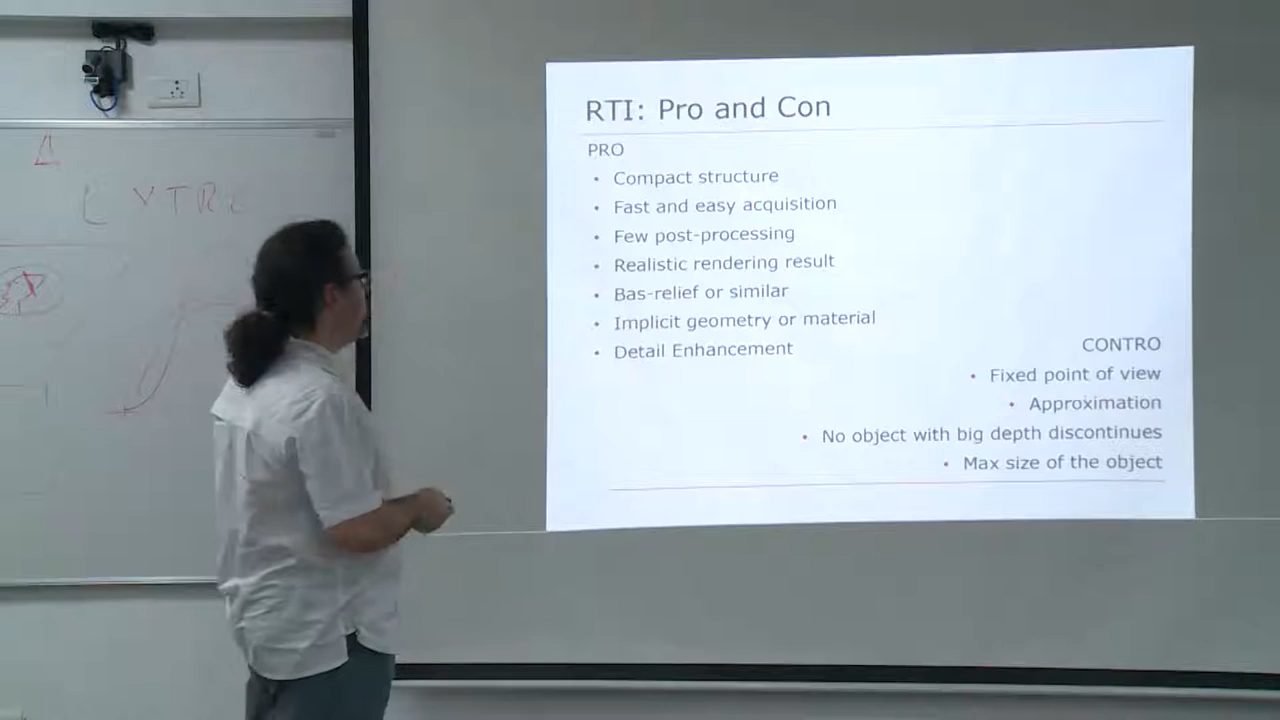 RTI: Pro and Con
PRO
• Compact structure
• Fast and easy acquisition
• Few post-processing
• Realistic rendering result
• Bas-relief or similar
• Implicit geometry or material
• Detail Enhancement
CONTRO
• Fixed point of view
• Approximation
• No object with big depth discontinues
• Max size of the object